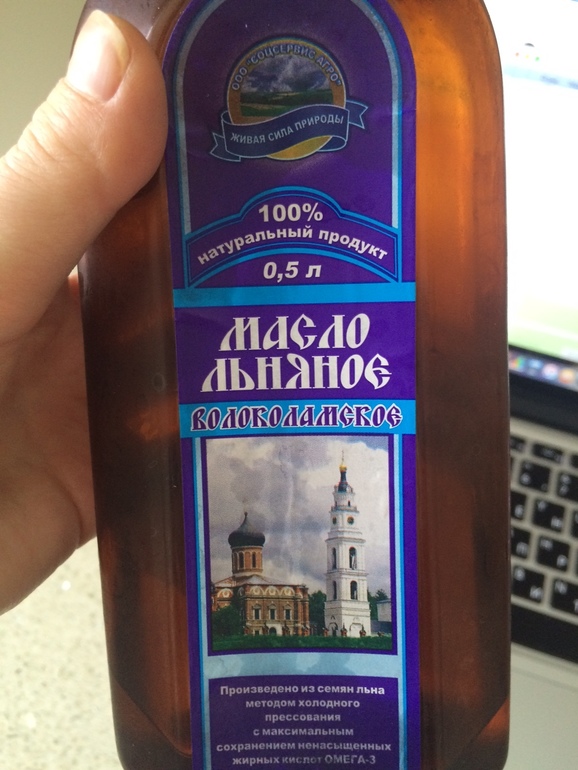 ООО "СОЦСЕРВИС АГРО"
ЖИВАЯ СИЛА ПРИРОДЫ
100%
натуральный продукт
0,5 л
МАСЛО
ЛЬНЯНОЕ
ВОЛОКОЛАМСКОЕ
Произведено из семян льна
методом холодного
прессования
с максимальным
сохранением ненасыщенных
жирных кислот ОМЕГА-3